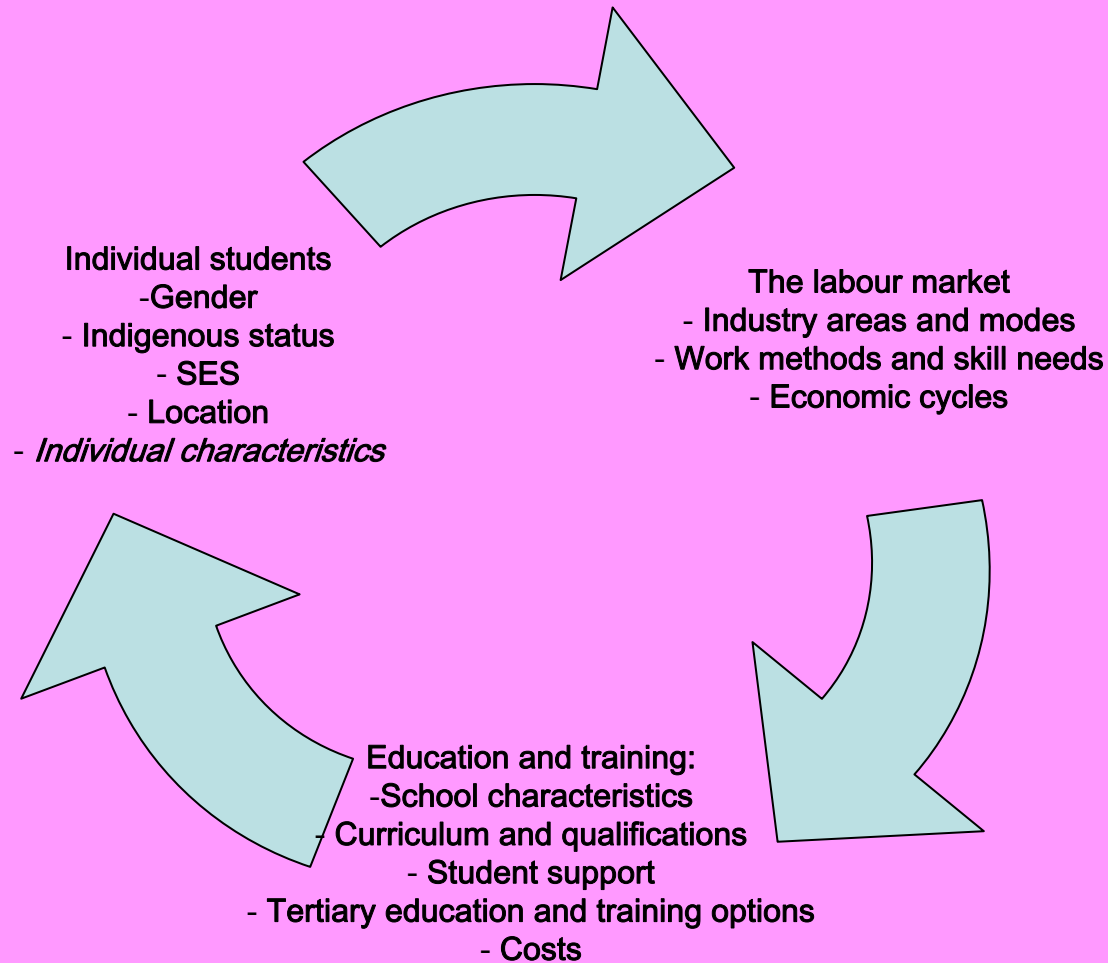 Individual students
-Gender
- Indigenous status
- SES
- Location
- Individual characteristics
The labour market
- Industry areas and modes
- Work methods and skill needs
- Economic cycles
Education and training:
-School characteristics
- Curriculum and qualifications
- Student support
- Tertiary education and training options
- Costs